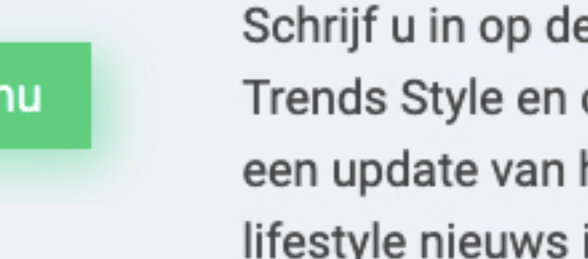 Schrijf u in op de
nu
Trends Style en
een update van
lifestyle nieuws